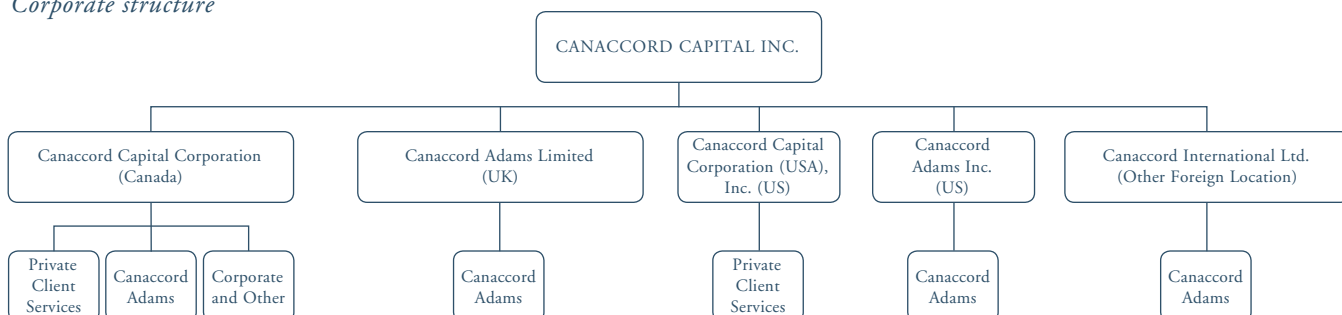 Corporate structure
CANACCORD CAPITAL INC.
Canaccord Capital Corporation
(Canada)
Canaccord Adams Limited
(UK)
Canaccord Capital
Corporation (USA),
Inc. (US)
Canaccord
Adams Inc.
(US)
Canaccord International Ltd.
(Other Foreign Location)
Private
Client
Services
Canaccord
Adams
Corporate
and Other
Canaccord
Adams
Private
Client
Services
Canaccord
Adams
Canaccord
Adams